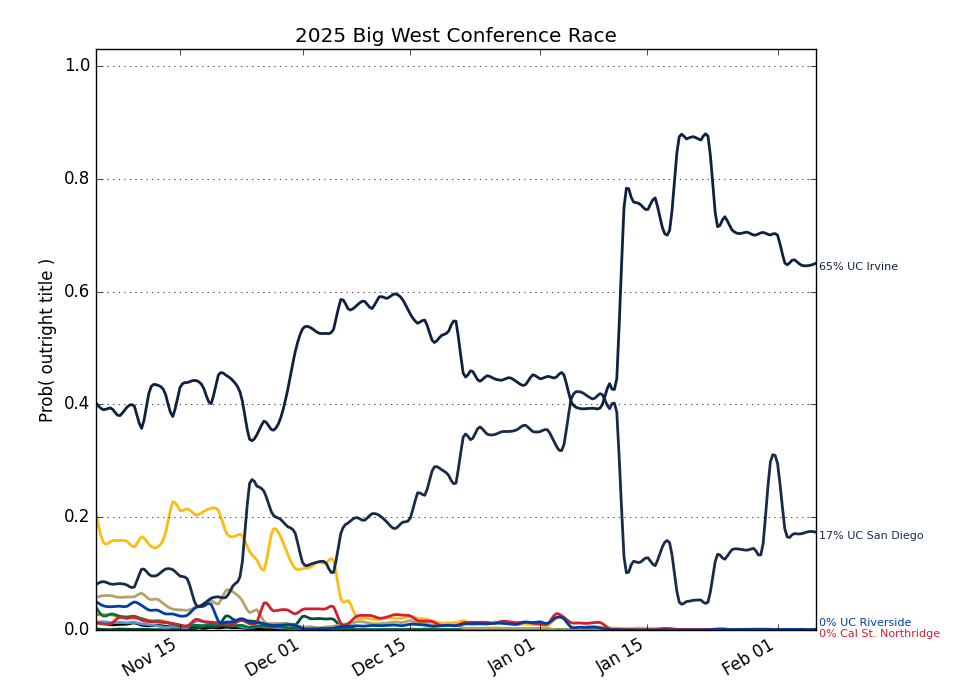 2025 Big West Conference Race
Prob( outright title )
1.0
0.8
0.6
0.4
0.2
0.0
Nov 15
Dec 01
Dec 15
Jan 01
Jan 15
Feb 01
65% UC Irvine
17% UC San Diego
0% UC Riverside
0% Cal St. Northridge